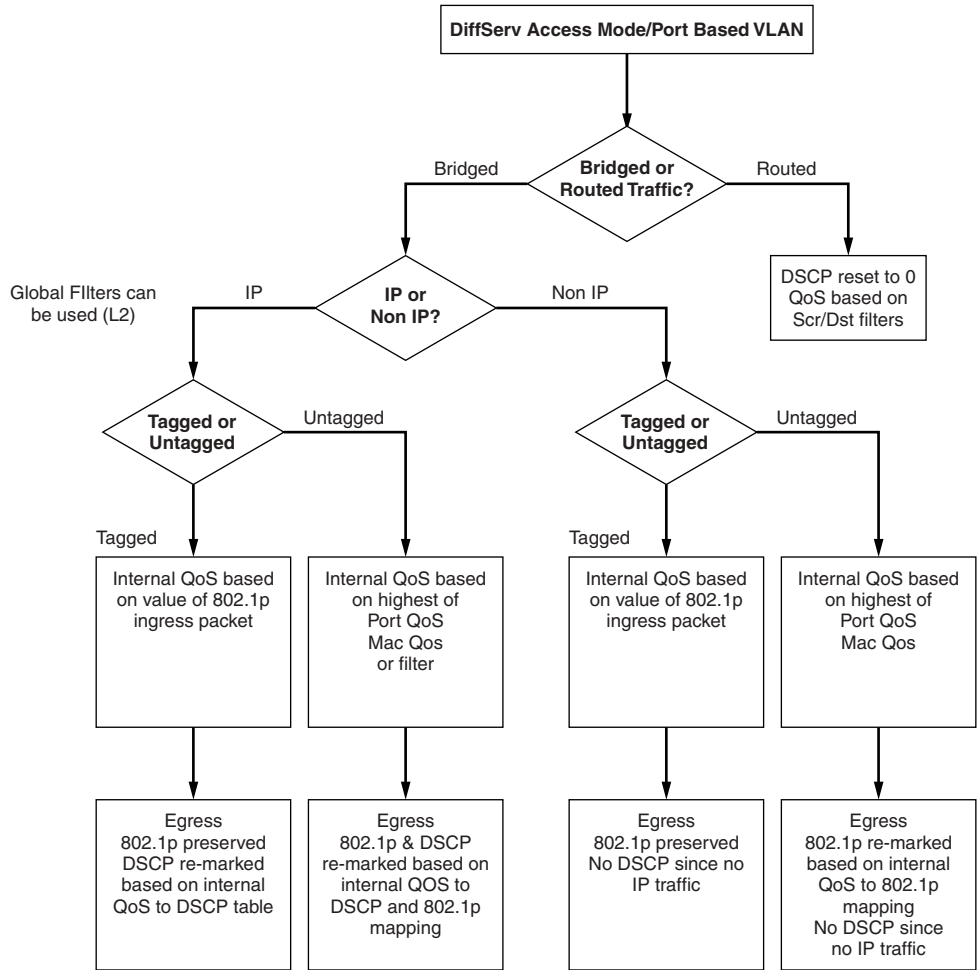 DiffServ Access Mode/Port Based VLAN
Bridged
Bridged or
Routed Traffic?
Routed
DSCP reset to 0
QoS based on
Scr/Dst filters
Global FIlters can
be used (L2)
IP
IP or
Non IP?
Non IP
Tagged or
Untagged
Untagged
Tagged
Tagged or
Untagged
Untagged
Tagged
Internal QoS based
on value of 802.1p
ingress packet
Internal QoS based
on highest of
Port QoS
Mac Qos
or filter
Internal QoS based
on value of 802.1p
ingress packet
Internal QoS based
on highest of
Port QoS
Mac Qos
Egress
802.1p preserved
DSCP re-marked
based on internal
QoS to DSCP table
Egress
802.1p & DSCP
re-marked based on
internal QOS to
DSCP and 802.1p
mapping
Egress
802.1p preserved
No DSCP since no
IP traffic
Egress
802.1p re-marked
based on internal
QoS to 802.1p
mapping
No DSCP since
no IP traffic